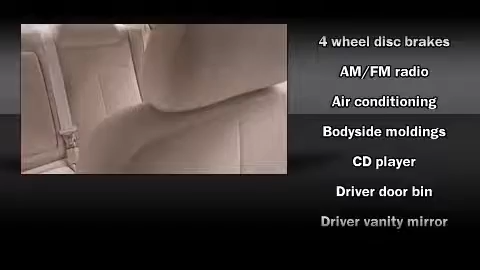 4 wheel disc brakes
AM/FM radio
Air conditioning
Bodyside moldings
CD player
Driver door bin
Driver vanity mirror